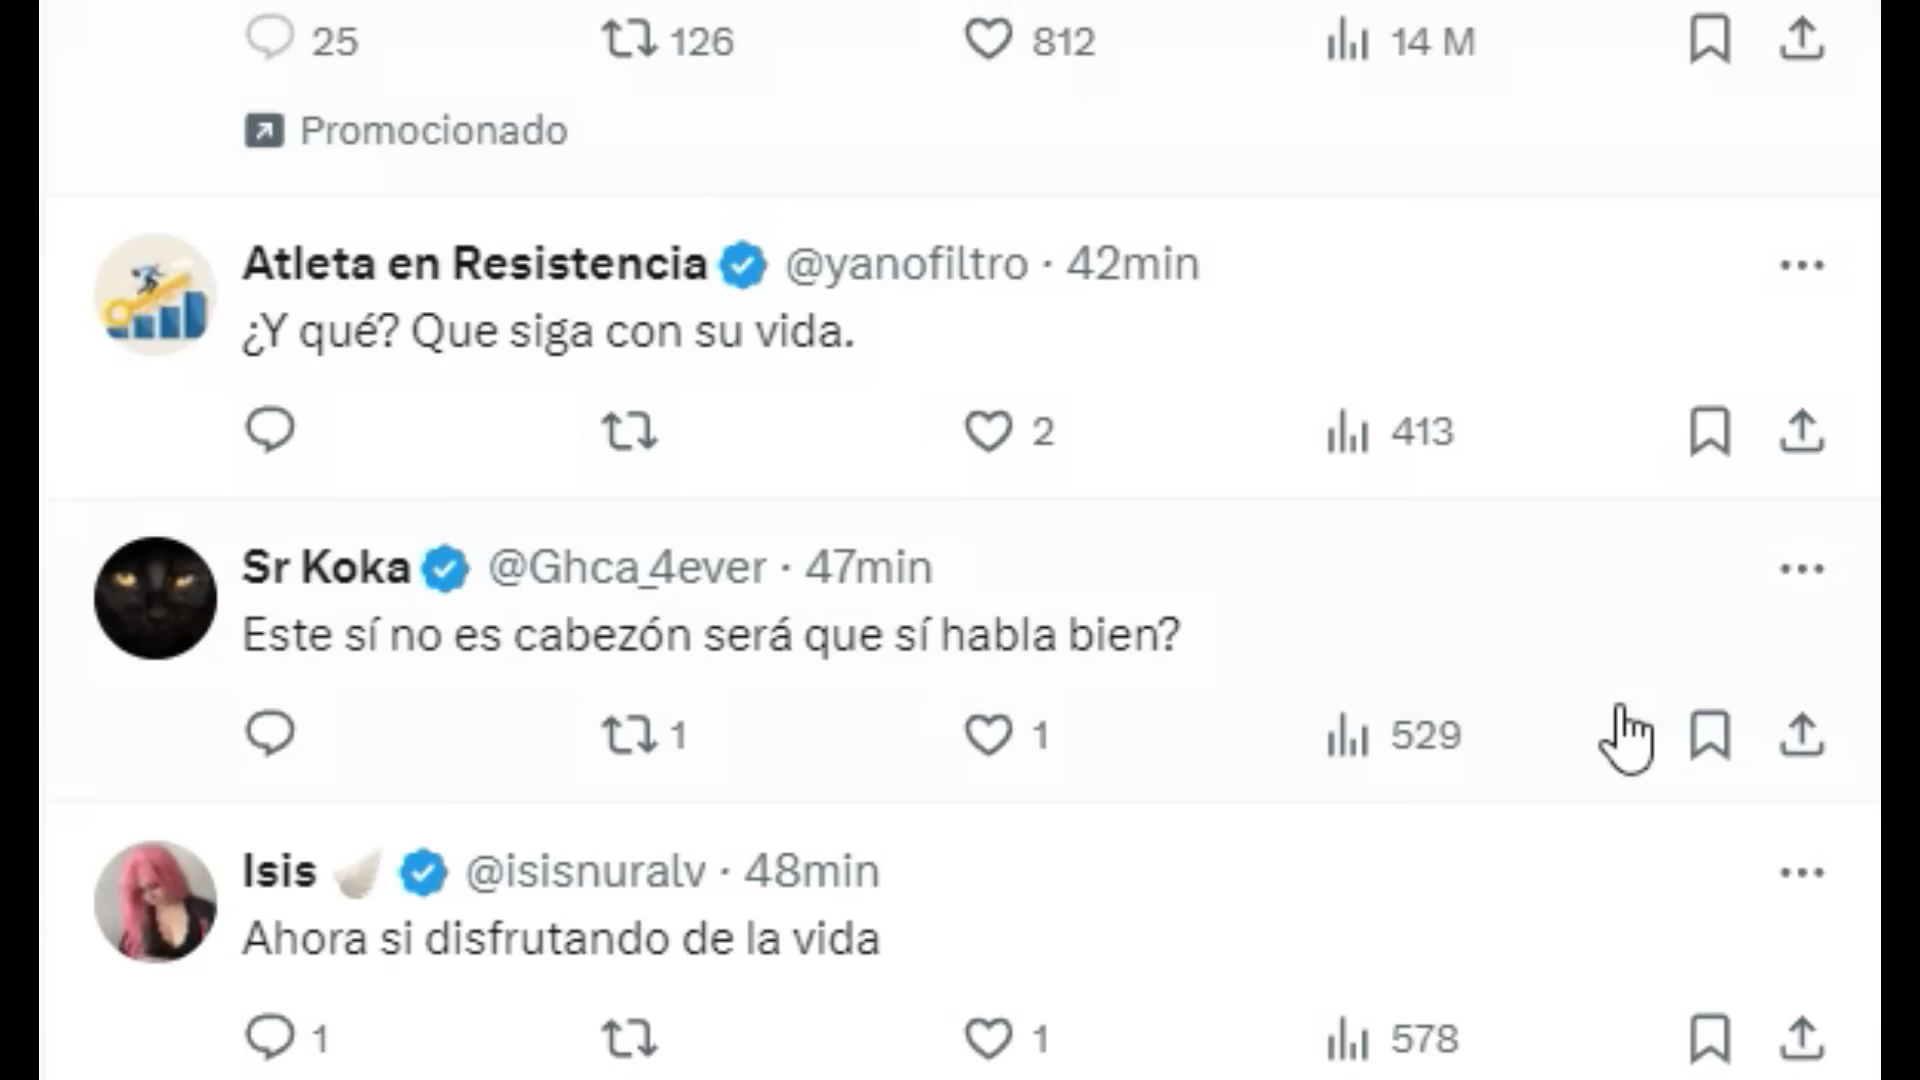 25 126 812 14 M
Promocionado
Atleta en Resistencia @yanofiltro · 42min
¿Y qué? Que siga con su vida.
2 413
Sr Koka @Ghca_4ever · 47min
Este sí no es cabezón será que sí habla bien?
1 1 529
Isis @isisnuralv · 48min
Ahora si disfrutando de la vida
1 1 578